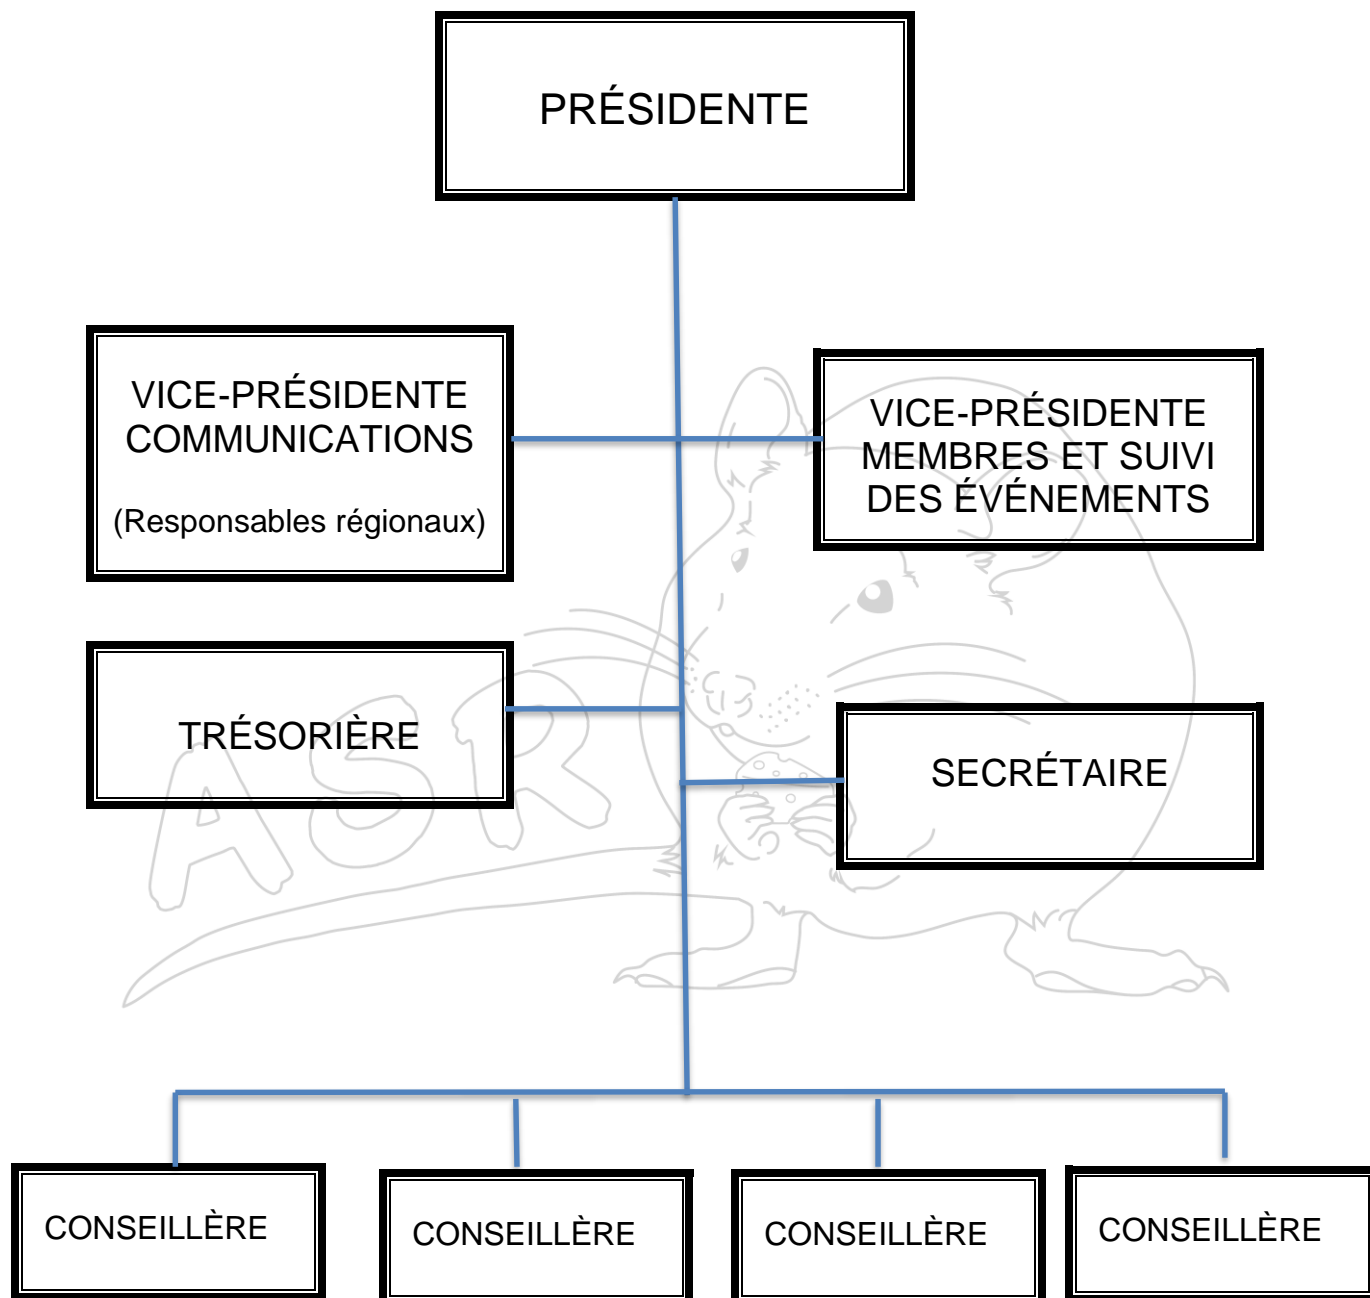 PRÉSIDENTE
VICE-PRÉSIDENTE
COMMUNICATIONS
(Responsables régionaux)
VICE-PRÉSIDENTE
MEMBRES ET SUIVI
DES ÉVÉNEMENTS
TRÉSORIÈRE
SECRÉTAIRE
ASR
CONSEILLÈRE
CONSEILLÈRE
CONSEILLÈRE
CONSEILLÈRE